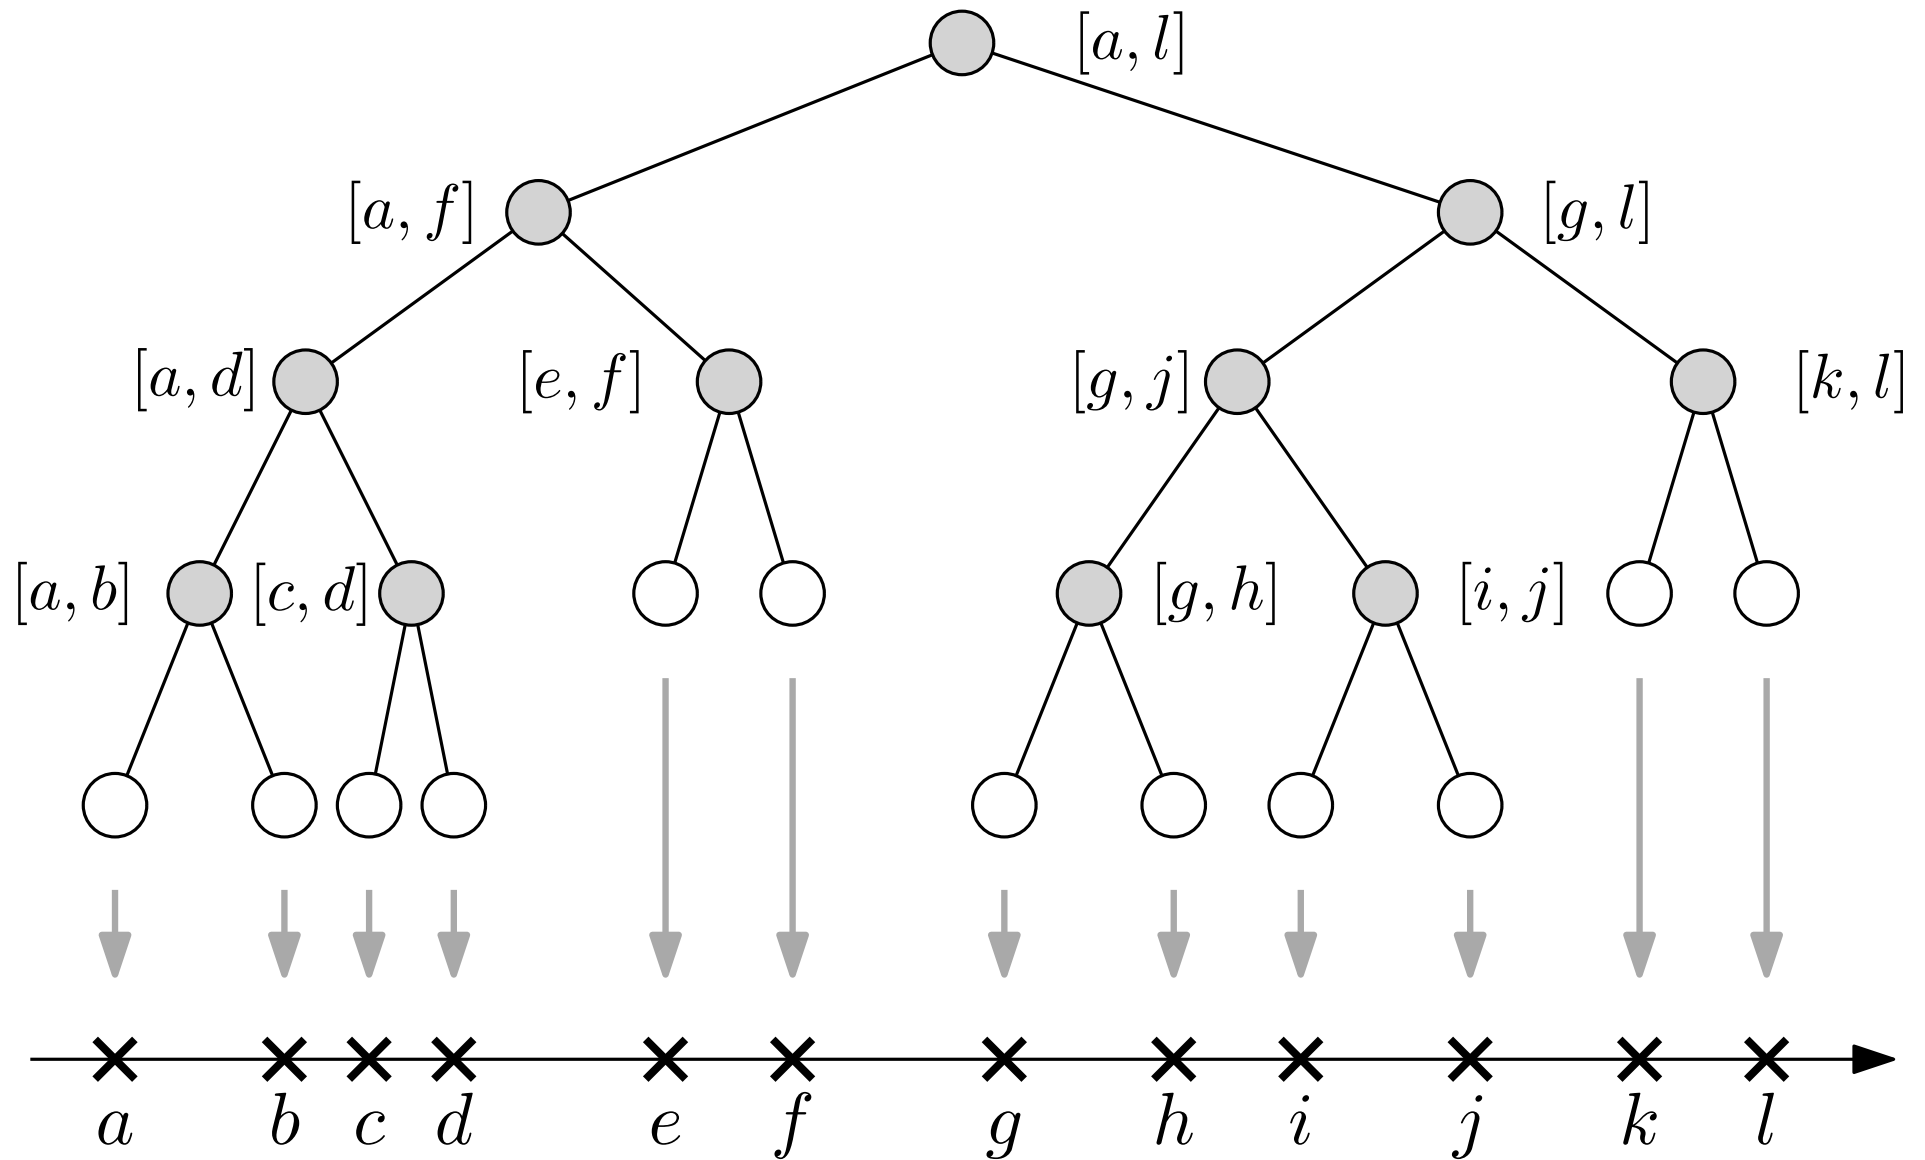 [a, l]
[a, f] [g, l]
[a, d] [e, f] [g, j] [k, l]
[a, b] [c, d] [g, h] [i, j]
a b c d e f g h i j k l